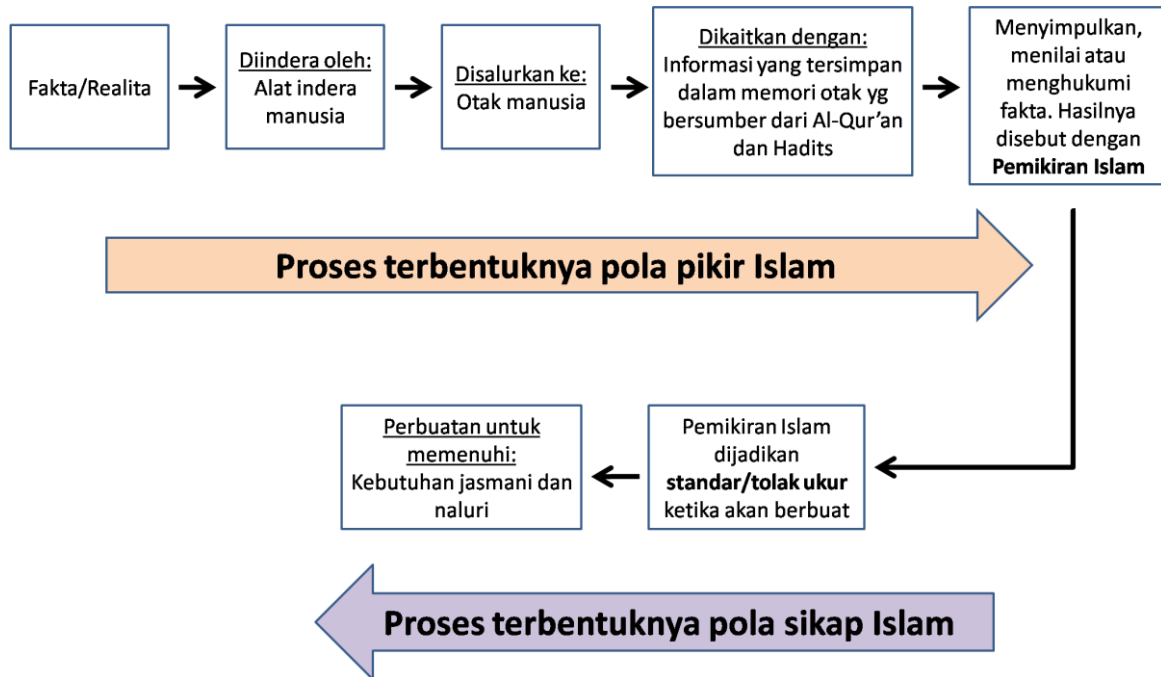 Fakta/Realita
Diindera oleh:
Alat indera
manusia
Disalurkan ke:
Otak manusia
Dikaitkan dengan:
Informasi yang tersimpan
dalam memori otak yg
bersumber dari Al-Qur’an
dan Hadits
Menyimpulkan,
menilai atau
menghukumi
fakta. Hasilnya
disebut dengan
Pemikiran Islam
Proses terbentuknya pola pikir Islam
Perbuatan untuk
memenuhi:
Kebutuhan jasmani dan
naluri
Pemikiran Islam
dijadikan
standar/tolak ukur
ketika akan berbuat
Proses terbentuknya pola sikap Islam